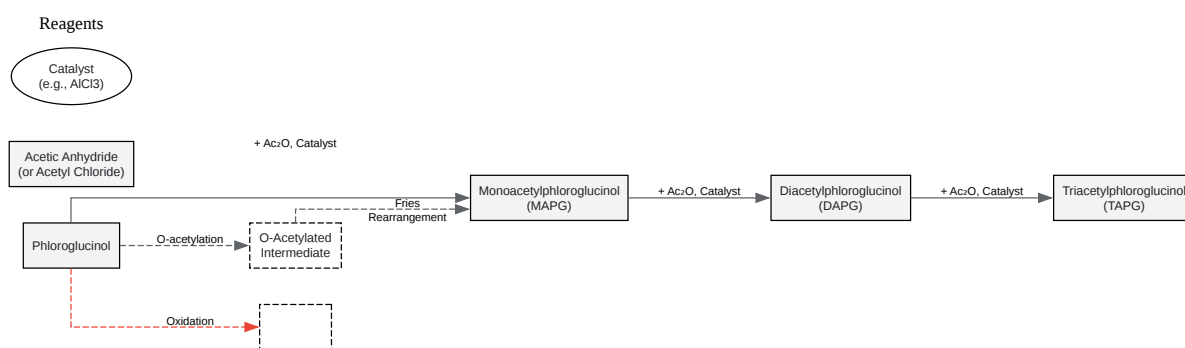 Reagents
Catalyst
(e.g., AlCl3)
Acetic Anhydride
(or Acetyl Chloride)
+ Ac₂O, Catalyst
Monoacetylphloroglucinol
(MAPG)
+ Ac₂O, Catalyst
Diacetylphloroglucinol
(DAPG)
+ Ac₂O, Catalyst
Triacetylphloroglucinol
(TAPG)
Fries
Rearrangement
Phloroglucinol
O-acetylation
O-Acetylated
Intermediate
Oxidation